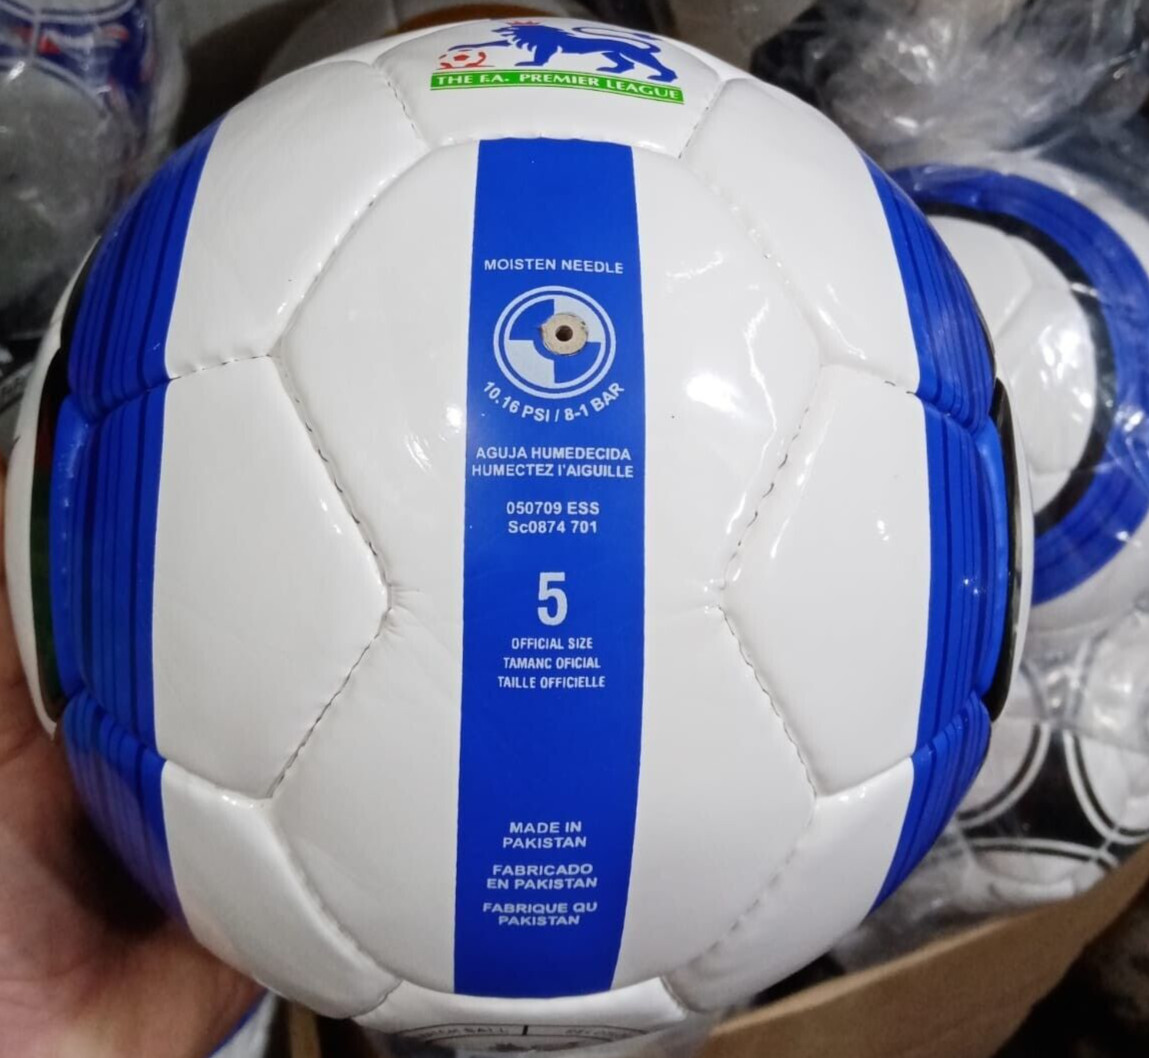 THE F.A. PREMIER LEAGUE
MOISTEN NEEDLE
10.16 PSI / 8-1 BAR
AGUJA HUMEDECIDA
HUMECTEZ I'AIGUILLE
050709 ESS
Sc0874 701
5
OFFICIAL SIZE
TAMANC OFICIAL
TAILLE OFFICIELLE
MADE IN
PAKISTAN
FABRICADO
EN PAKISTAN
FABRIQUE QU
PAKISTAN
BALL